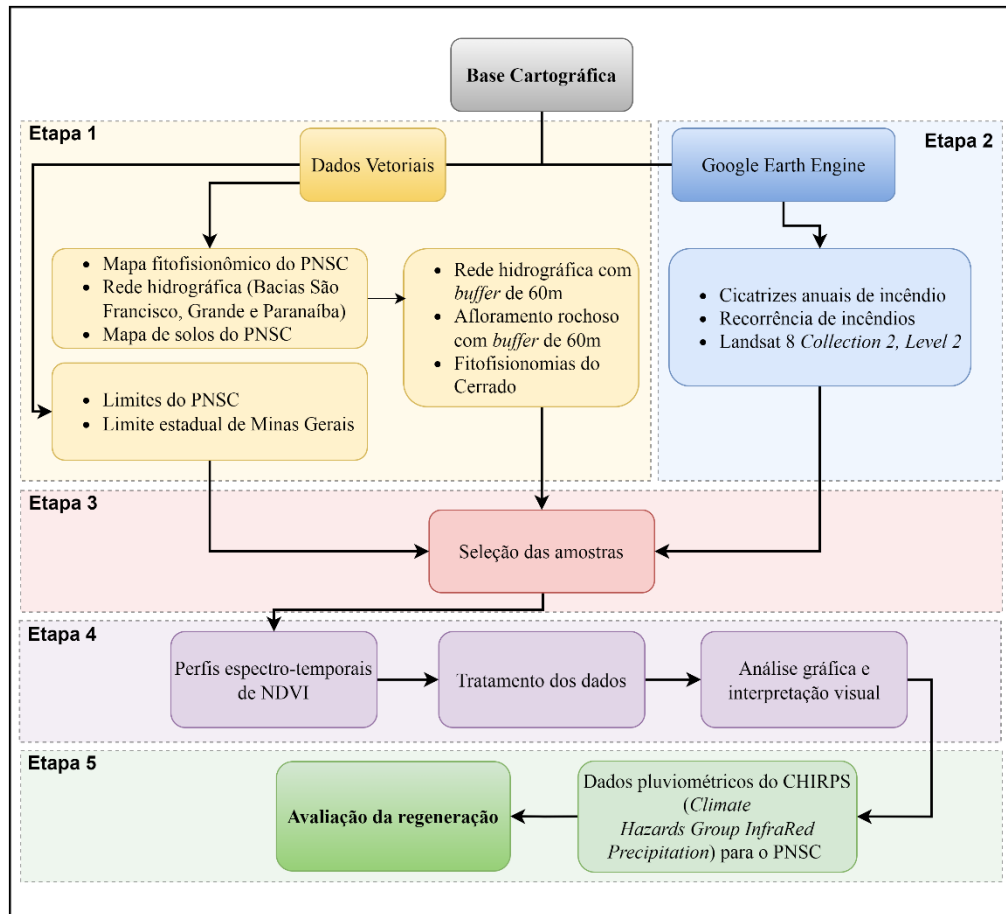 Base Cartográfica
Etapa 1
Etapa 2
Dados Vetoriais
Google Earth Engine
• Mapa fitofisionômico do PNSC
• Rede hidrográfica (Bacias São
Francisco, Grande e Paranaíba)
• Mapa de solos do PNSC
• Rede hidrográfica com
buffer de 60m
• Afloramento rochoso
com buffer de 60m
• Fitofisionomias do
Cerrado
• Cicatrizes anuais de incêndio
• Recorrência de incêndios
• Landsat 8 Collection 2, Level 2
• Limites do PNSC
• Limite estadual de Minas Gerais
Etapa 3
Seleção das amostras
Etapa 4
Perfis espectro-temporais
de NDVI
Tratamento dos dados
Análise gráfica e
interpretação visual
Etapa 5
Avaliação da regeneração
Dados pluviométricos do CHIRPS
(Climate
Hazards Group InfraRed
Precipitation) para o PNSC